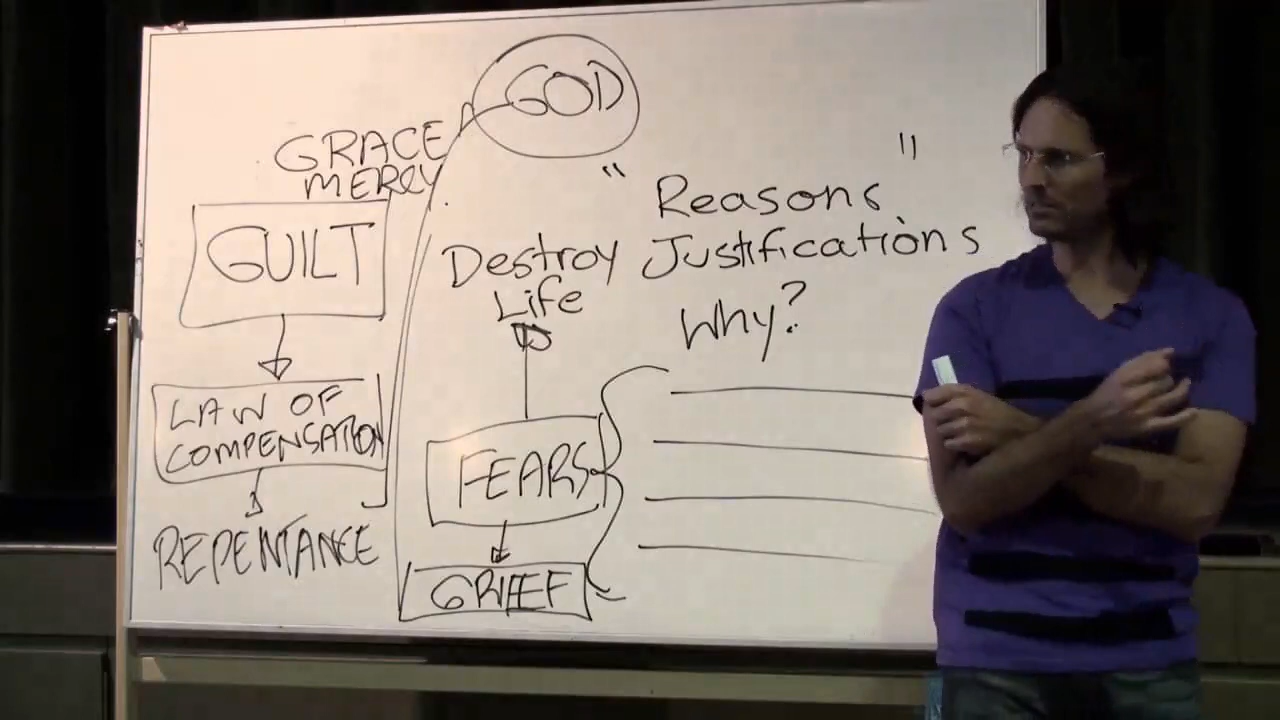 GOD
GRACE
MERCY
GUILT
LAW OF
COMPENSATION
REPENTANCE
" Reasons "
Justifications
Why?
Destroy
Life
FEARS
GRIEF